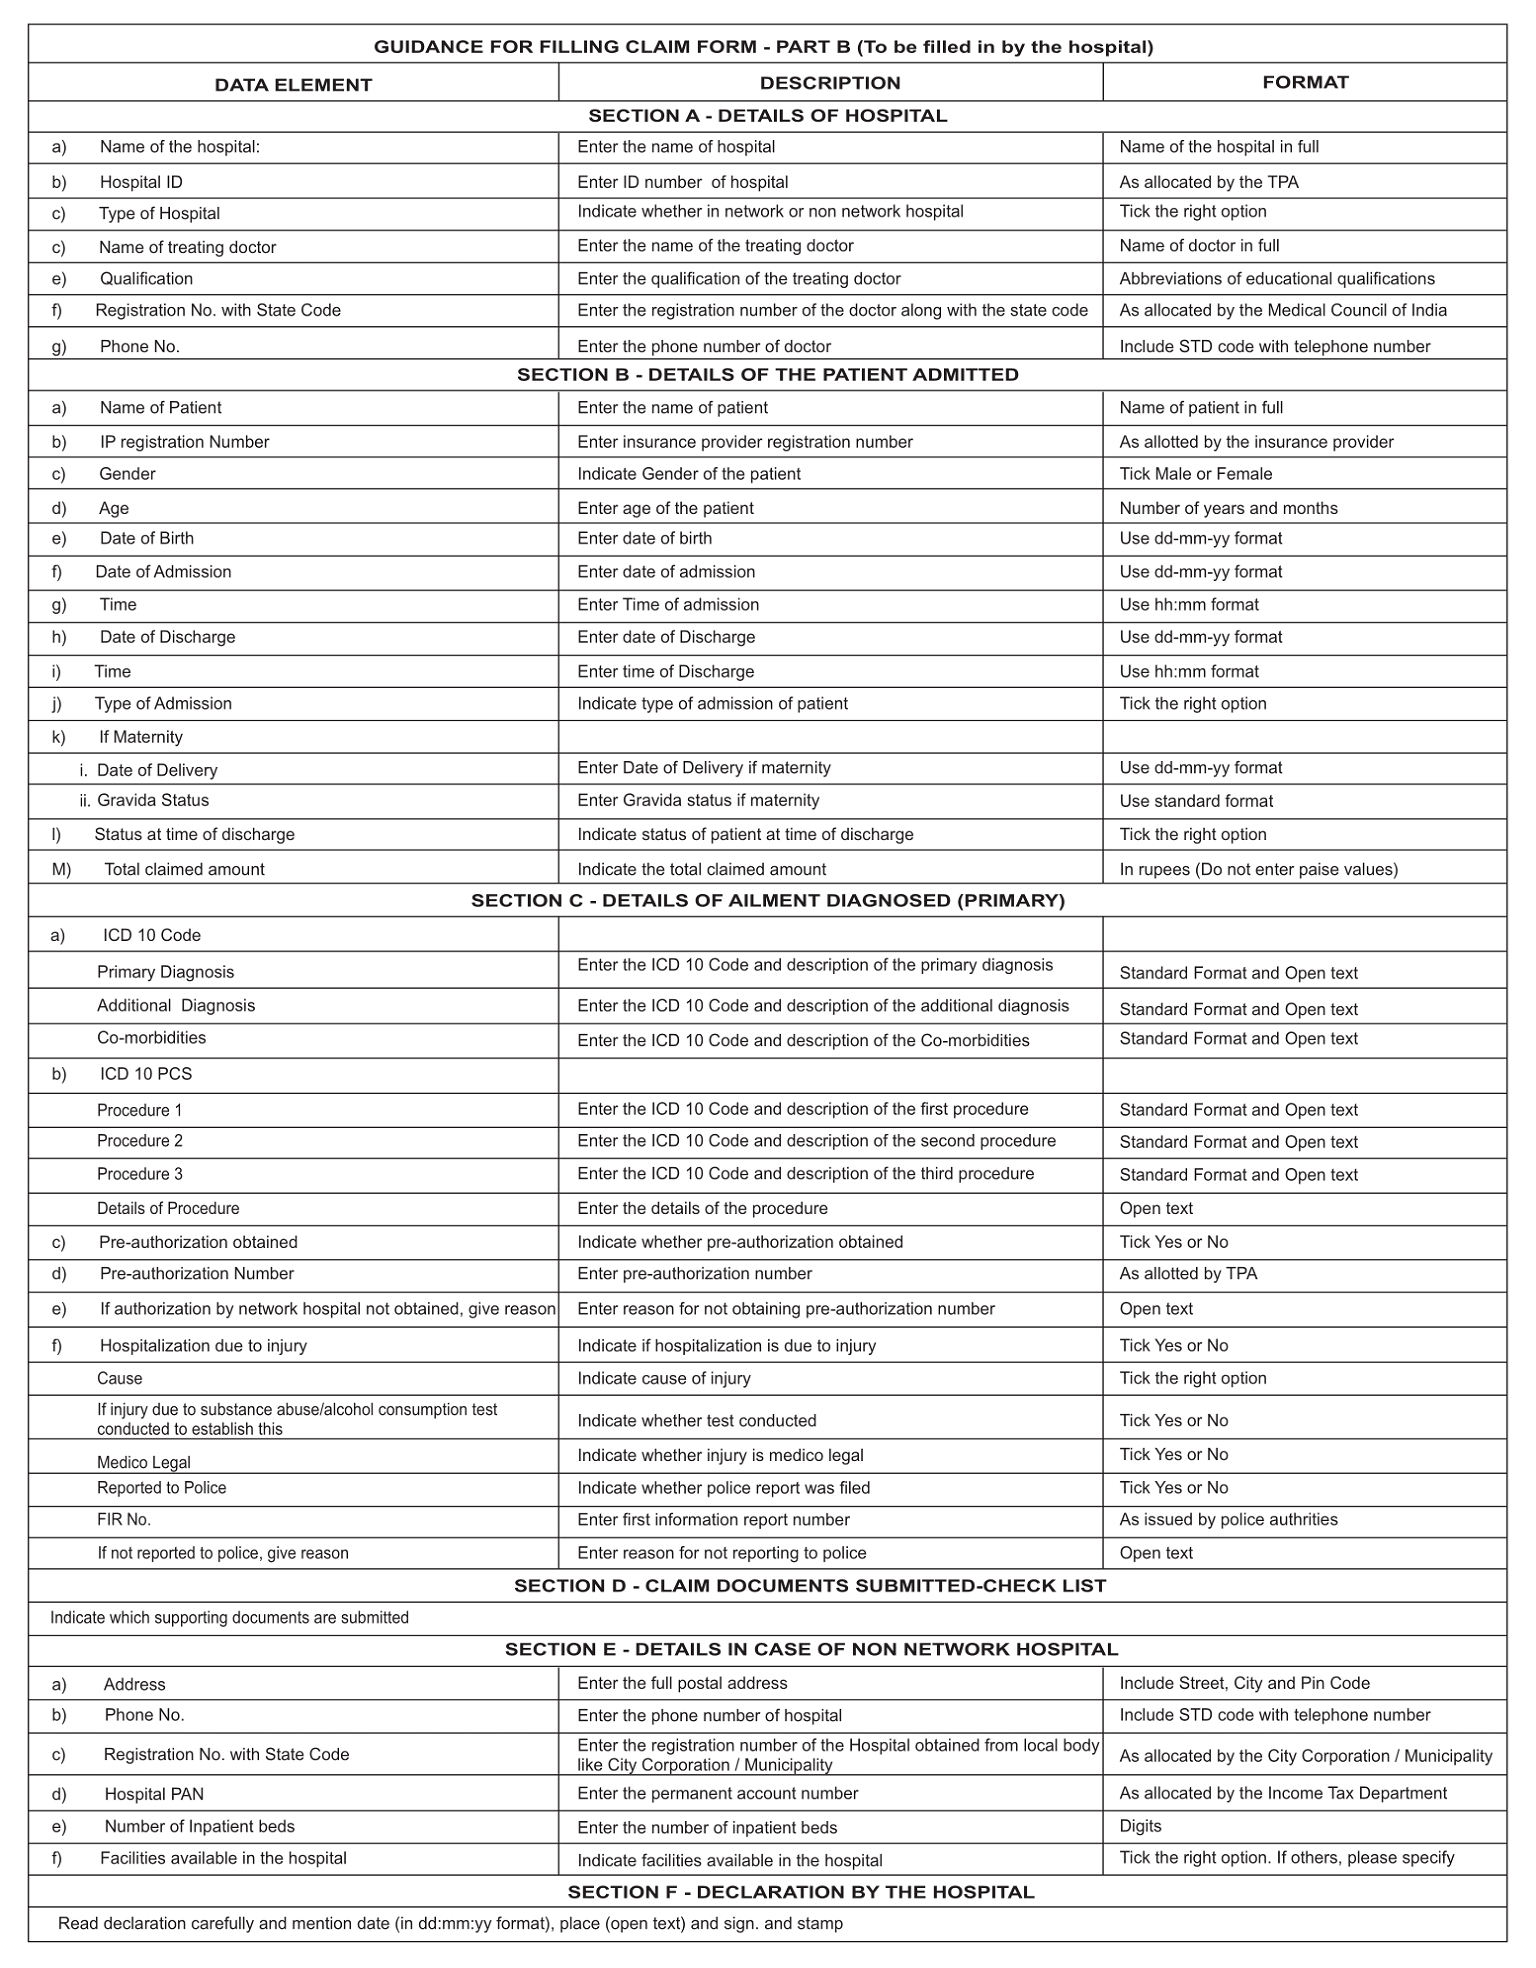 GUIDANCE FOR FILLING CLAIM FORM - PART B (To be filled in by the hospital)
DATA ELEMENT DESCRIPTION FORMAT
SECTION A - DETAILS OF HOSPITAL
a) Name of the hospital: Enter the name of hospital Name of the hospital in full
b) Hospital ID Enter ID number of hospital As allocated by the TPA
c) Type of Hospital Indicate whether in network or non network hospital Tick the right option
c) Name of treating doctor Enter the name of the treating doctor Name of doctor in full
e) Qualification Enter the qualification of the treating doctor Abbreviations of educational qualifications
f) Registration No. with State Code Enter the registration number of the doctor along with the state code As allocated by the Medical Council of India
g) Phone No. Enter the phone number of doctor Include STD code with telephone number
SECTION B - DETAILS OF THE PATIENT ADMITTED
a) Name of Patient Enter the name of patient Name of patient in full
b) IP registration Number Enter insurance provider registration number As allotted by the insurance provider
c) Gender Indicate Gender of the patient Tick Male or Female
d) Age Enter age of the patient Number of years and months
e) Date of Birth Enter date of birth Use dd-mm-yy format
f) Date of Admission Enter date of admission Use dd-mm-yy format
g) Time Enter Time of admission Use hh:mm format
h) Date of Discharge Enter date of Discharge Use dd-mm-yy format
i) Time Enter time of Discharge Use hh:mm format
j) Type of Admission Indicate type of admission of patient Tick the right option
k) If Maternity
i. Date of Delivery Enter Date of Delivery if maternity Use dd-mm-yy format
ii. Gravida Status Enter Gravida status if maternity Use standard format
l) Status at time of discharge Indicate status of patient at time of discharge Tick the right option
M) Total claimed amount Indicate the total claimed amount In rupees (Do not enter paise values)
SECTION C - DETAILS OF AILMENT DIAGNOSED (PRIMARY)
a) ICD 10 Code
Primary Diagnosis Enter the ICD 10 Code and description of the primary diagnosis Standard Format and Open text
Additional Diagnosis Enter the ICD 10 Code and description of the additional diagnosis Standard Format and Open text
Co-morbidities Enter the ICD 10 Code and description of the Co-morbidities Standard Format and Open text
b) ICD 10 PCS
Procedure 1 Enter the ICD 10 Code and description of the first procedure Standard Format and Open text
Procedure 2 Enter the ICD 10 Code and description of the second procedure Standard Format and Open text
Procedure 3 Enter the ICD 10 Code and description of the third procedure Standard Format and Open text
Details of Procedure Enter the details of the procedure Open text
c) Pre-authorization obtained Indicate whether pre-authorization obtained Tick Yes or No
d) Pre-authorization Number Enter pre-authorization number As allotted by TPA
e) If authorization by network hospital not obtained, give reason Enter reason for not obtaining pre-authorization number Open text
f) Hospitalization due to injury Indicate if hospitalization is due to injury Tick Yes or No
Cause Indicate cause of injury Tick the right option
If injury due to substance abuse/alcohol consumption test
conducted to establish this Indicate whether test conducted Tick Yes or No
Medico Legal Indicate whether injury is medico legal Tick Yes or No
Reported to Police Indicate whether police report was filed Tick Yes or No
FIR No. Enter first information report number As issued by police authrities
If not reported to police, give reason Enter reason for not reporting to police Open text
SECTION D - CLAIM DOCUMENTS SUBMITTED-CHECK LIST
Indicate which supporting documents are submitted
SECTION E - DETAILS IN CASE OF NON NETWORK HOSPITAL
a) Address Enter the full postal address Include Street, City and Pin Code
b) Phone No. Enter the phone number of hospital Include STD code with telephone number
c) Registration No. with State Code Enter the registration number of the Hospital obtained from local body
like City Corporation / Municipality As allocated by the City Corporation / Municipality
d) Hospital PAN Enter the permanent account number As allocated by the Income Tax Department
e) Number of Inpatient beds Enter the number of inpatient beds Digits
f) Facilities available in the hospital Indicate facilities available in the hospital Tick the right option. If others, please specify
SECTION F - DECLARATION BY THE HOSPITAL
Read declaration carefully and mention date (in dd:mm:yy format), place (open text) and sign. and stamp